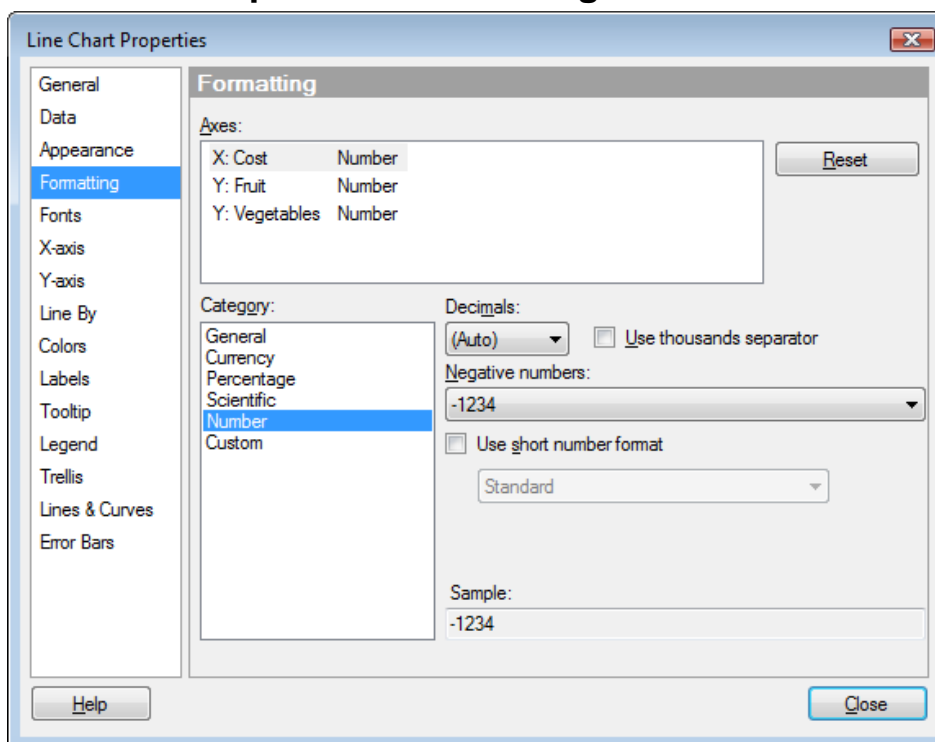 Line Chart Properties
General
Data
Appearance
Formatting
Fonts
X-axis
Y-axis
Line By
Colors
Labels
Tooltip
Legend
Trellis
Lines & Curves
Error Bars
Formatting
Axes:
X: Cost Number
Y: Fruit Number
Y: Vegetables Number
Reset
Category:
General
Currency
Percentage
Scientific
Number
Custom
Decimals:
(Auto)
Use thousands separator
Negative numbers:
-1234
Use short number format
Standard
Sample:
-1234
Help
Close